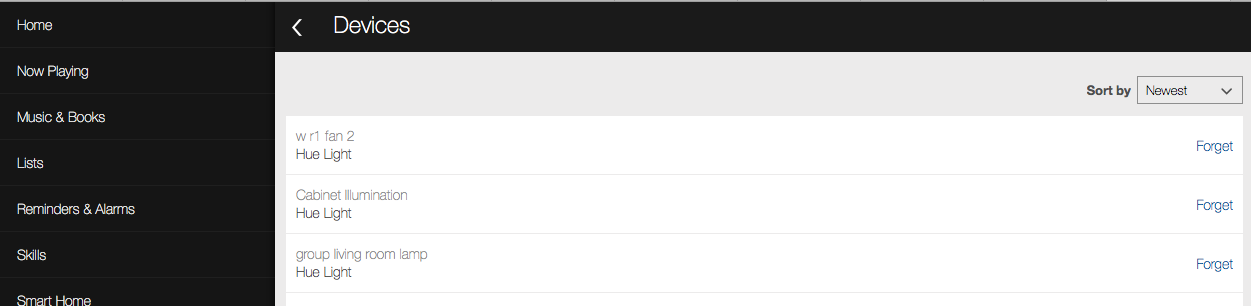 Home
Now Playing
Music & Books
Lists
Reminders & Alarms
Skills
Smart Home
Devices
Sort by Newest
w r1 fan 2
Hue Light
Forget
Cabinet Illumination
Hue Light
Forget
group living room lamp
Hue Light
Forget